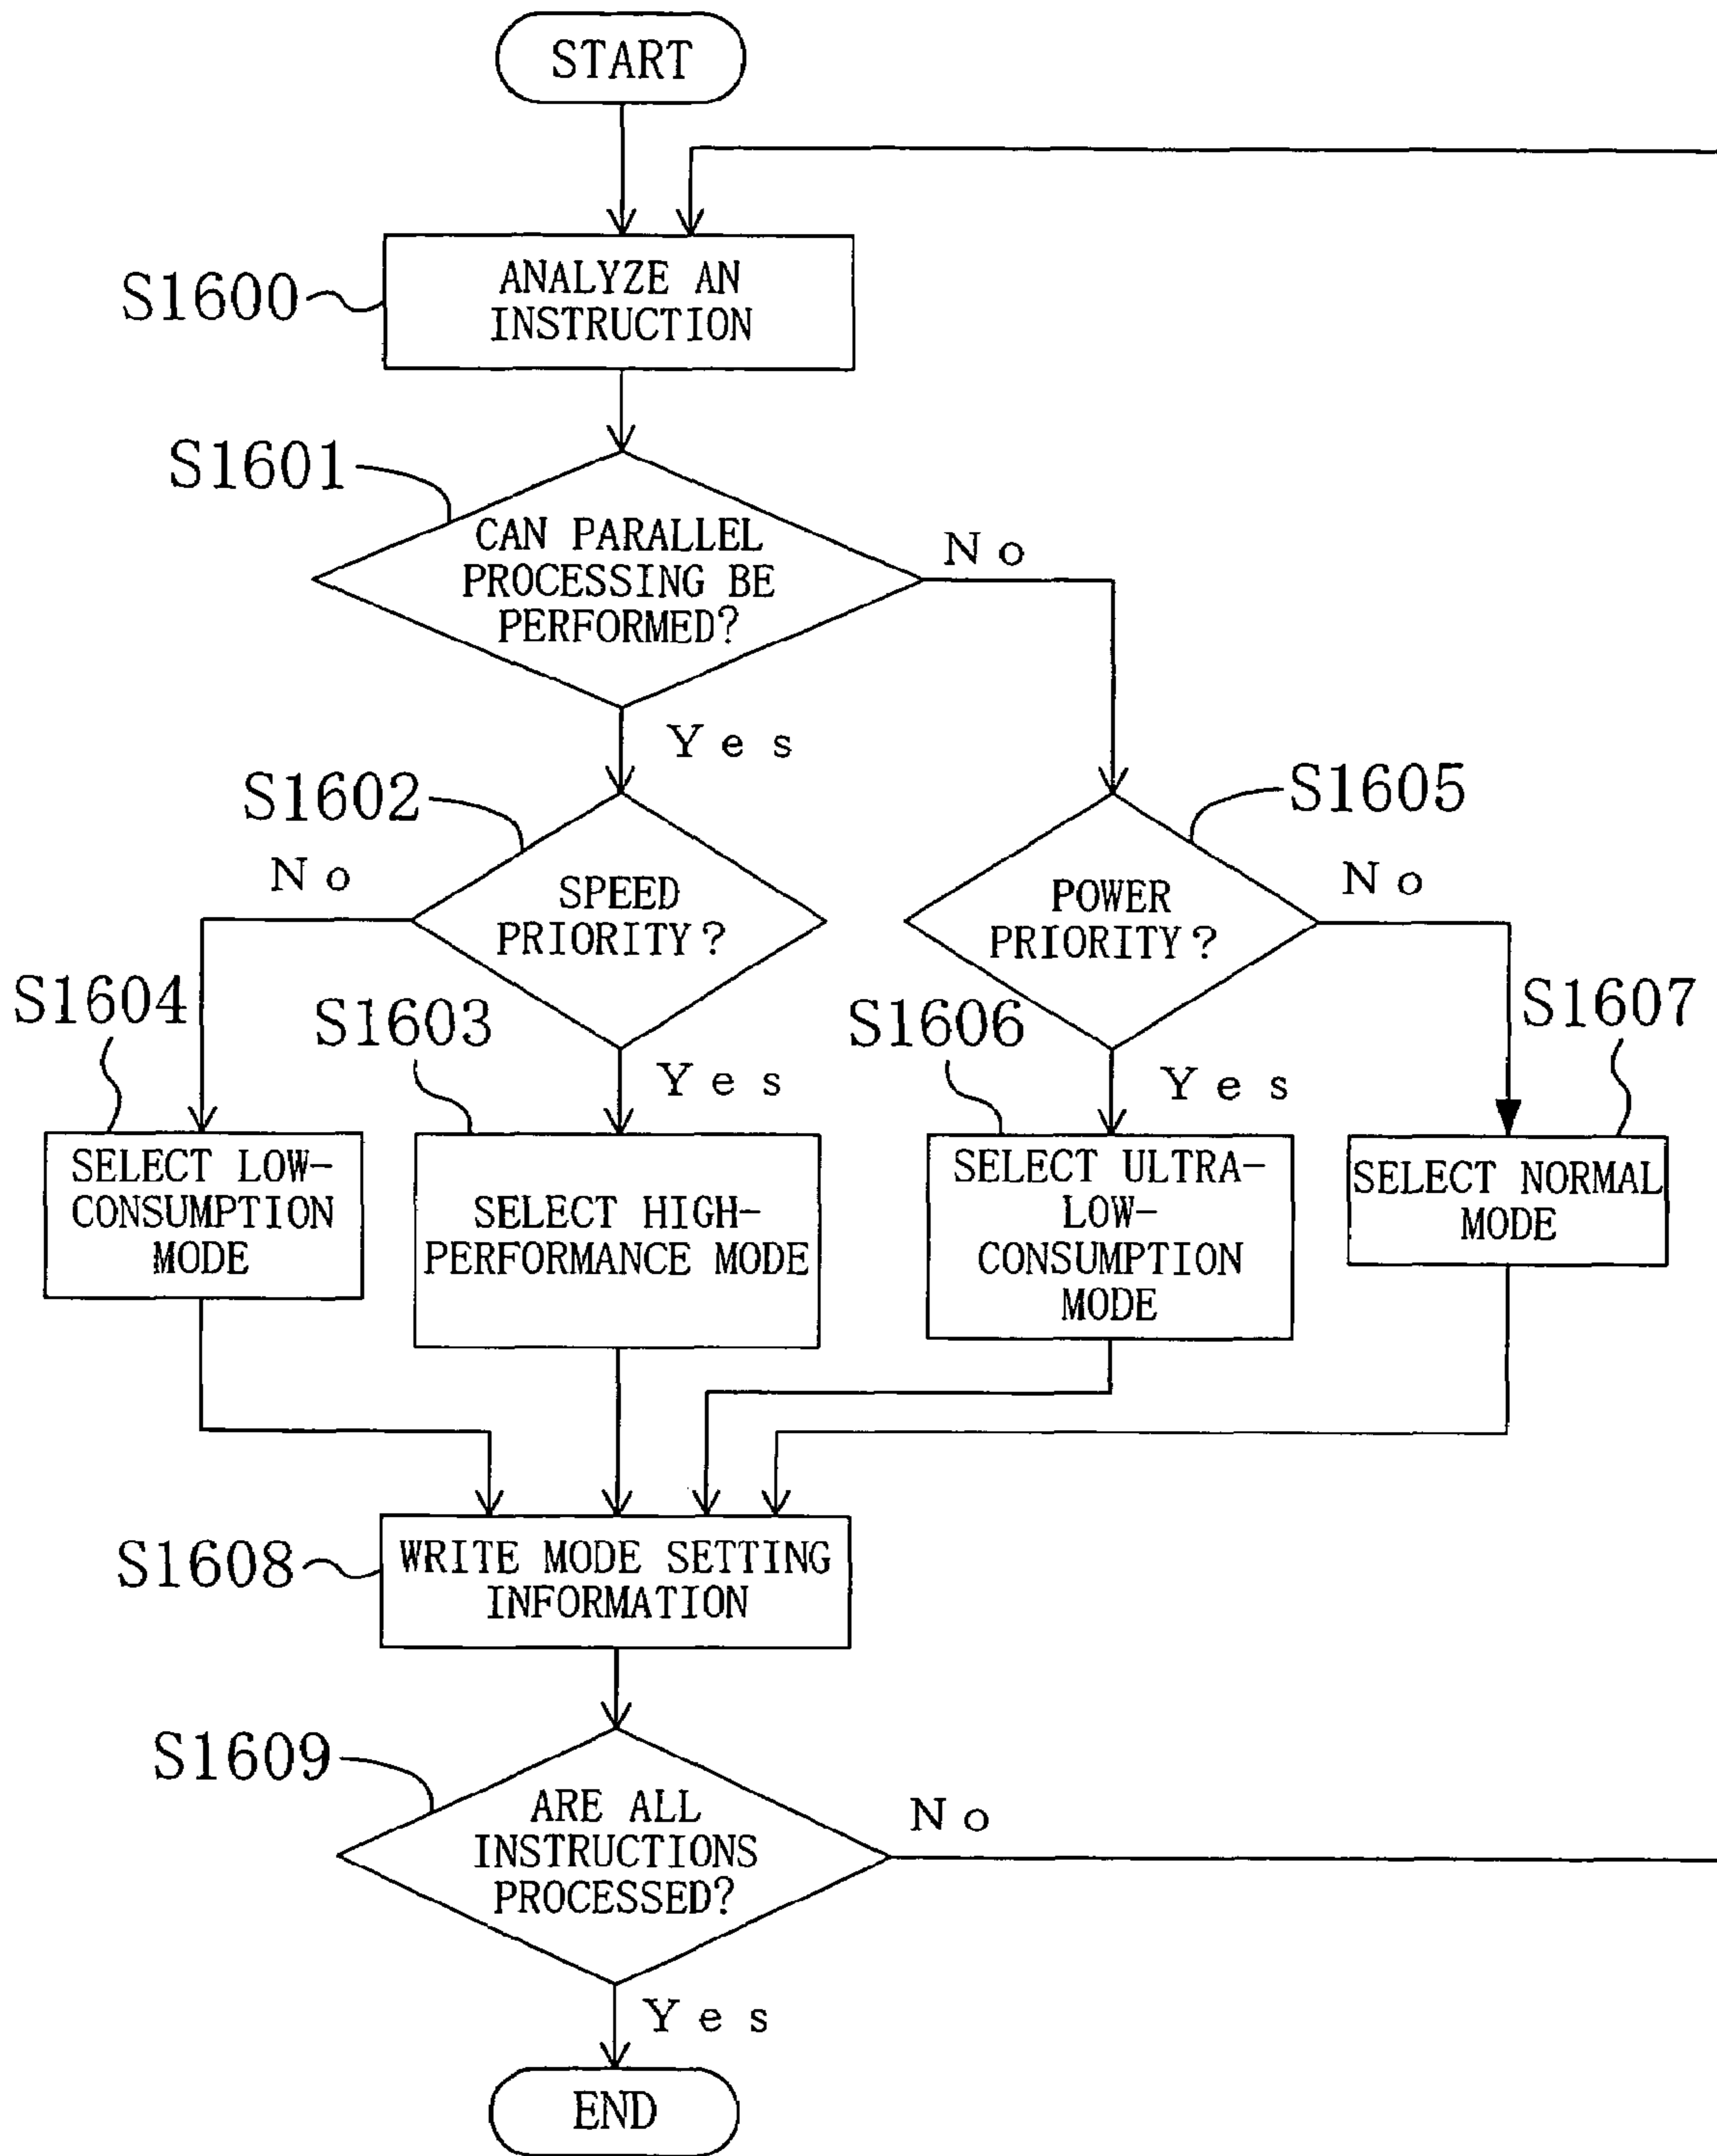 START
S1600
ANALYZE AN
INSTRUCTION
S1601
CAN PARALLEL
PROCESSING BE
PERFORMED?
No
Yes
S1602
No
SPEED
PRIORITY?
S1605
POWER
PRIORITY?
No
S1604
S1603
Yes
S1606
Yes
S1607
SELECT LOW-
CONSUMPTION
MODE
SELECT HIGH-
PERFORMANCE MODE
SELECT ULTRA-
LOW-
CONSUMPTION
MODE
SELECT NORMAL
MODE
S1608
WRITE MODE SETTING
INFORMATION
S1609
ARE ALL
INSTRUCTIONS
PROCESSED?
No
Yes
END